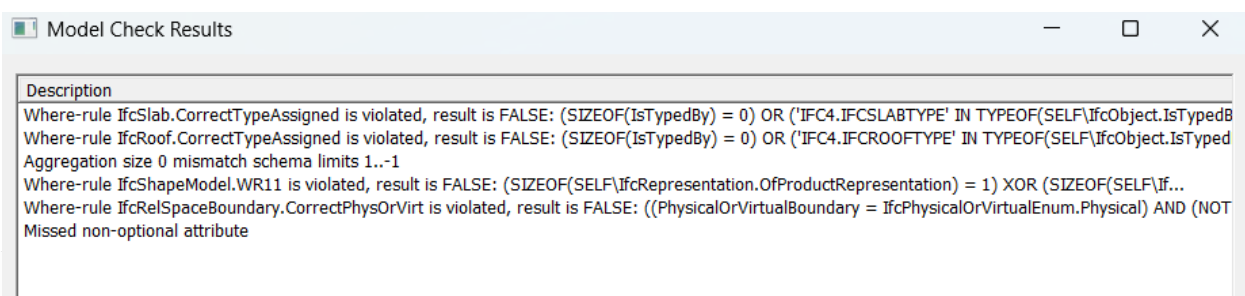 Model Check Results
Description
Where-rule IfcSlab.CorrectTypeAssigned is violated, result is FALSE: (SIZEOF(IsTypedBy) = 0) OR ('IFC4.IFCSLABTYPE' IN TYPEOF(SELF\IfcObject.IsTypedB
Where-rule IfcRoof.CorrectTypeAssigned is violated, result is FALSE: (SIZEOF(IsTypedBy) = 0) OR ('IFC4.IFCROOFTYPE' IN TYPEOF(SELF\IfcObject.IsTyped
Aggregation size 0 mismatch schema limits 1..-1
Where-rule IfcShapeModel.WR11 is violated, result is FALSE: (SIZEOF(SELF\IfcRepresentation.OfProductRepresentation) = 1) XOR (SIZEOF(SELF\If...
Where-rule IfcRelSpaceBoundary.CorrectPhysOrVirt is violated, result is FALSE: ((PhysicalOrVirtualBoundary = IfcPhysicalOrVirtualEnum.Physical) AND (NOT
Missed non-optional attribute